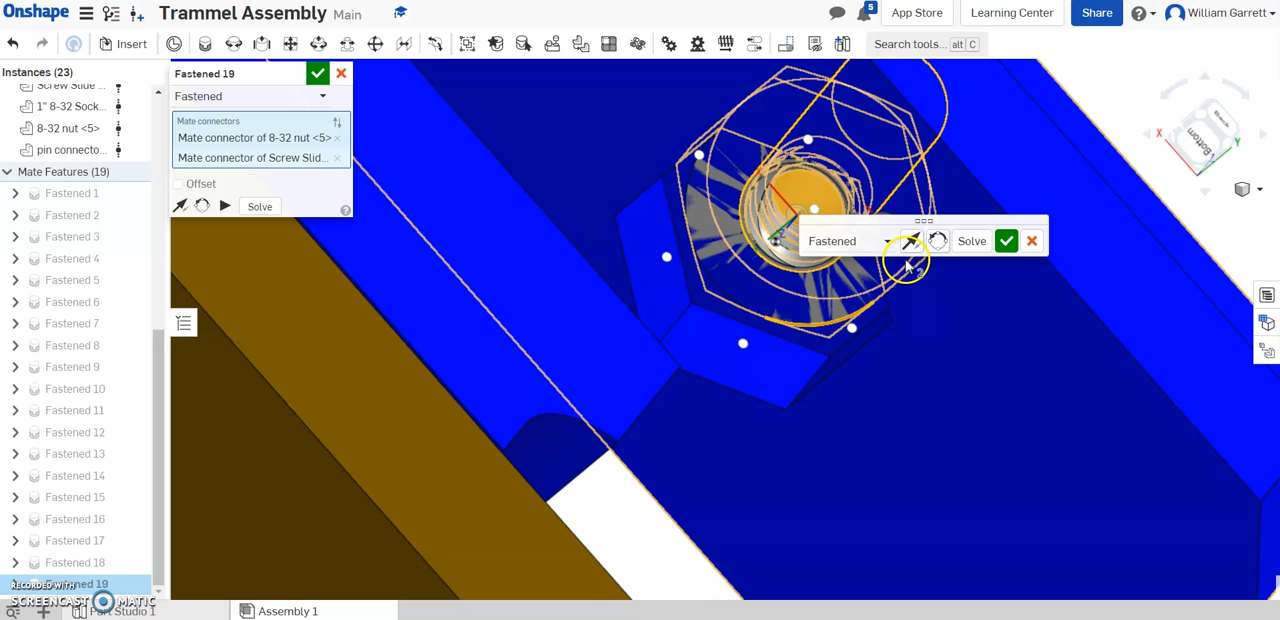 Onshape
Trammel Assembly Main
5
App Store
Learning Center
Share
William Garrett
Insert
Search tools... alt C
Instances (23)
Screw Slide ...
1" 8-32 Sock...
8-32 nut <5>
pin connecto...
Mate Features (19)
Fastened 1
Fastened 2
Fastened 3
Fastened 4
Fastened 5
Fastened 6
Fastened 7
Fastened 8
Fastened 9
Fastened 10
Fastened 11
Fastened 12
Fastened 13
Fastened 14
Fastened 15
Fastened 16
Fastened 17
Fastened 18
Fastened 19
Fastened 19
Fastened
Mate connectors
Mate connector of 8-32 nut <5>
Mate connector of Screw Slid...
Offset
Solve
Fastened
Solve
X
Y
Bottom
RECORDED WITH
SCREENCAST MATIC
Part Studio 1
Assembly 1